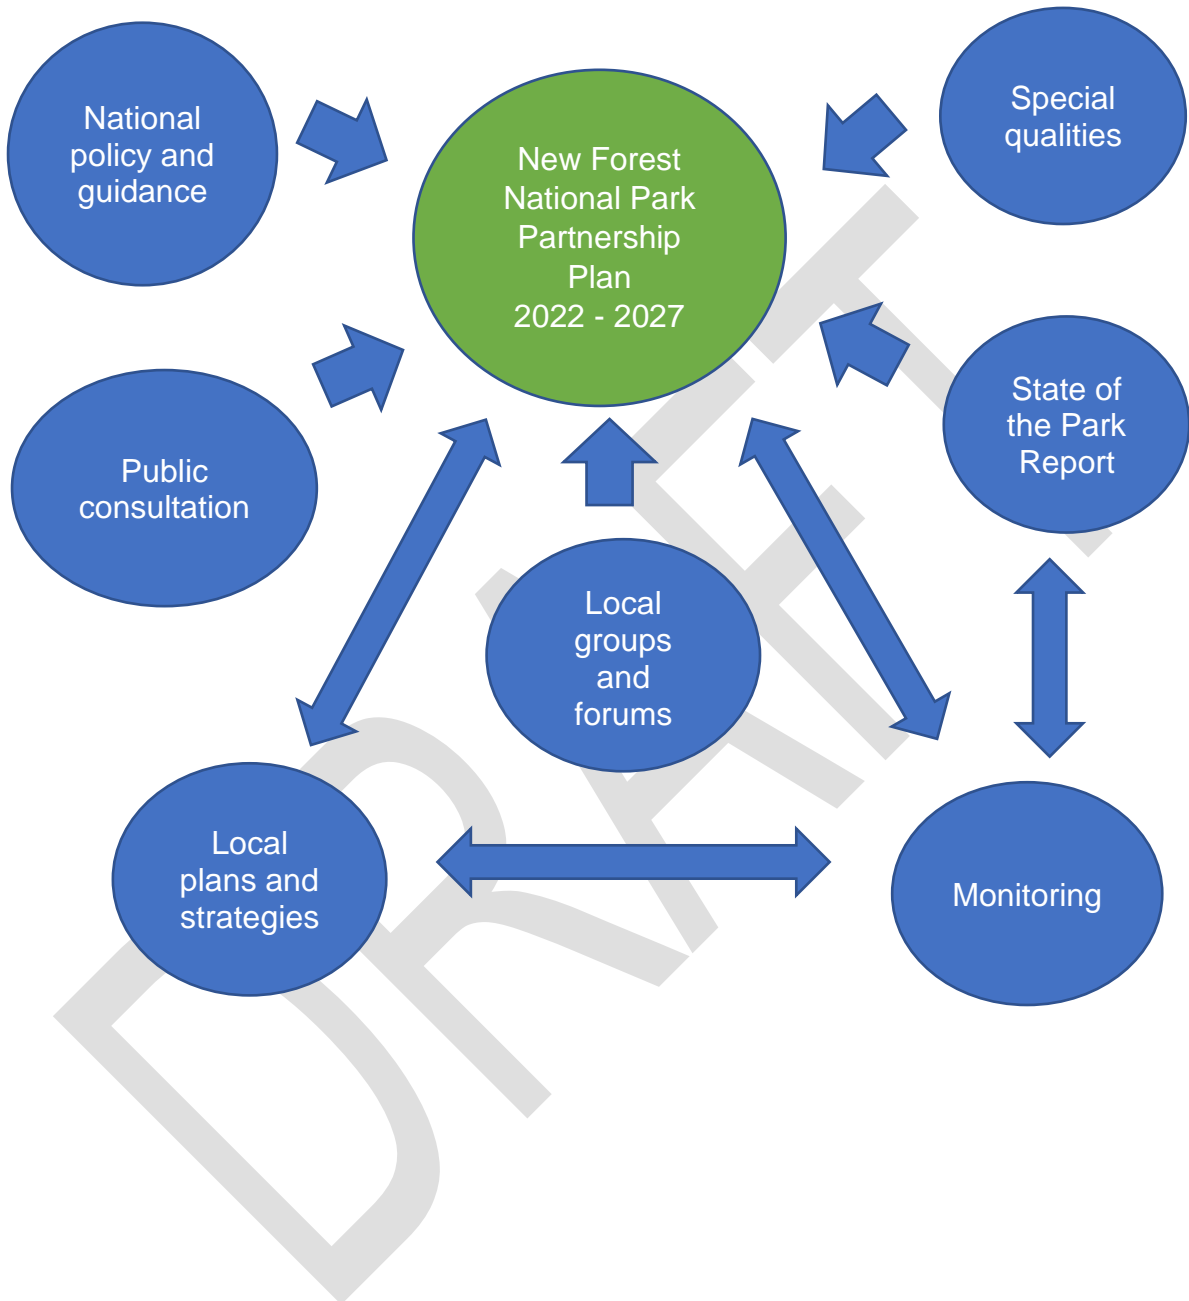 National
policy and
guidance
New Forest
National Park
Partnership
Plan
2022 - 2027
Special
qualities
Public
consultation
State of
the Park
Report
Local
groups
and
forums
Local
plans and
strategies
Monitoring
DRAFT